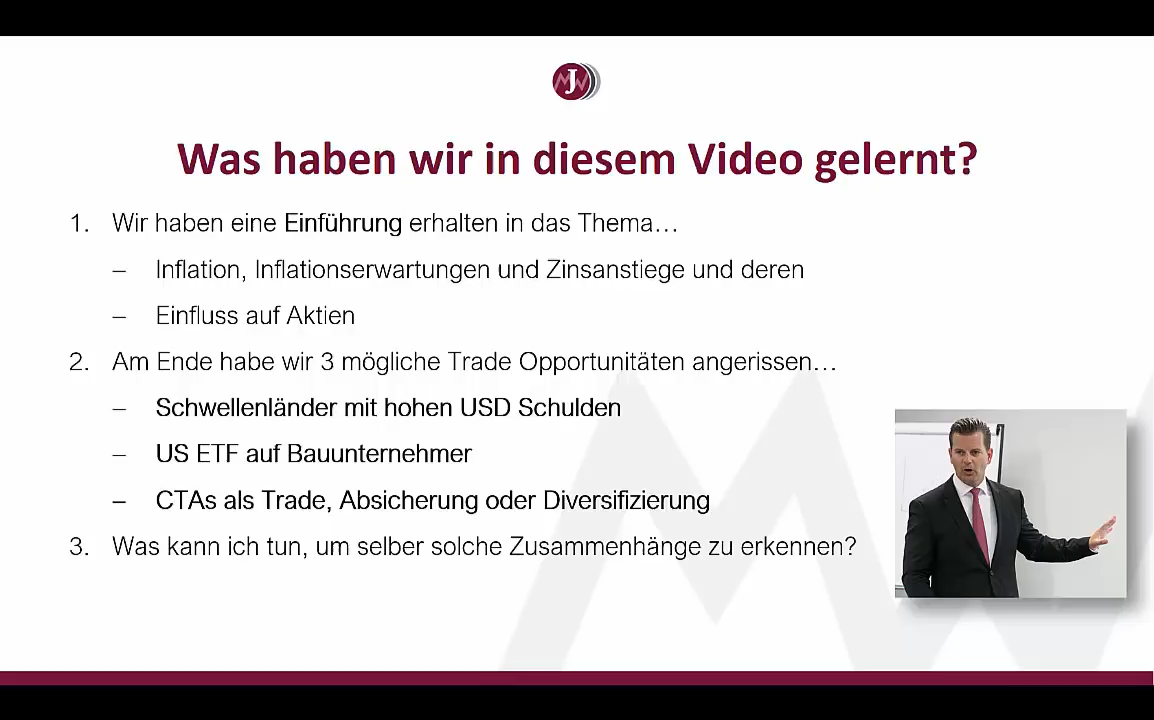 J
Was haben wir in diesem Video gelernt?
1. Wir haben eine Einführung erhalten in das Thema…
– Inflation, Inflationserwartungen und Zinsanstiege und deren
– Einfluss auf Aktien
2. Am Ende habe wir 3 mögliche Trade Opportunitäten angerissen…
– Schwellenländer mit hohen USD Schulden
– US ETF auf Bauunternehmer
– CTAs als Trade, Absicherung oder Diversifizierung
3. Was kann ich tun, um selber solche Zusammenhänge zu erkennen?